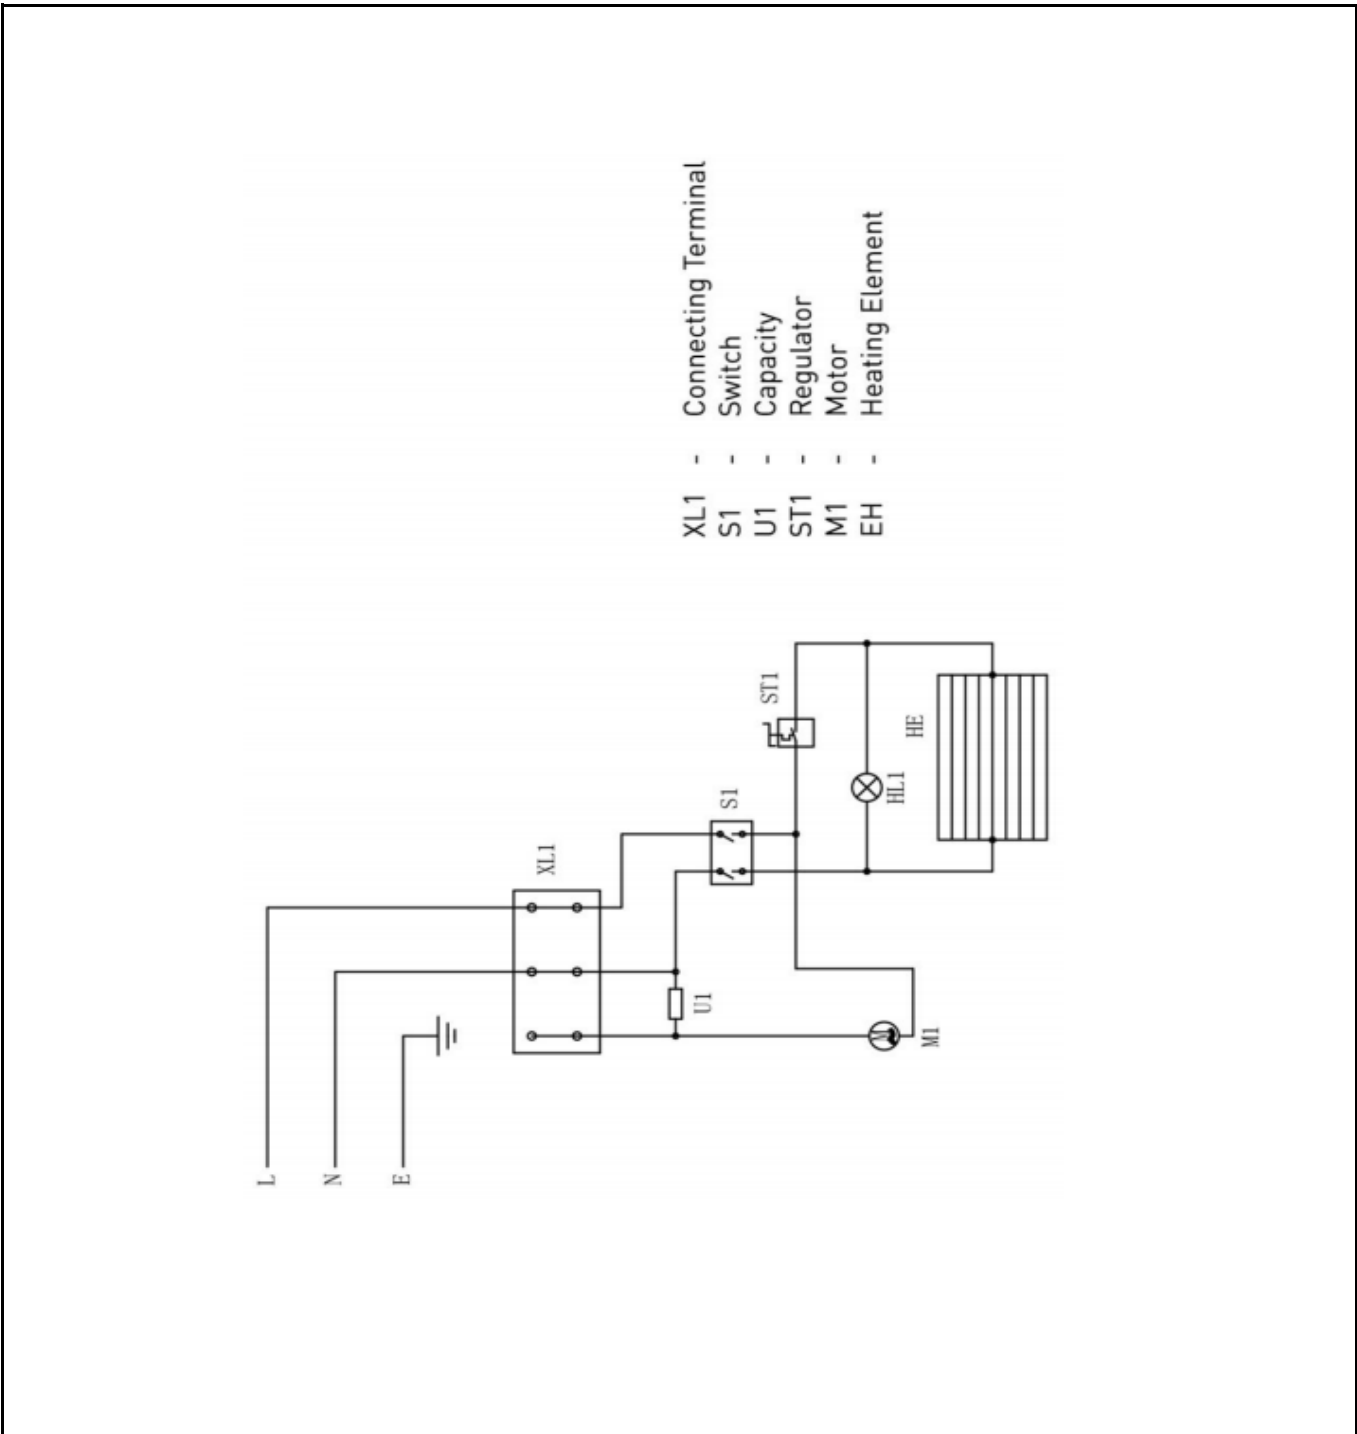 L
N
E
XL1
U1
S1
ST1
HL1
HE
M
M1
XL1 - Connecting Terminal
S1 - Switch
U1 - Capacity
ST1 - Regulator
M1 - Motor
EH - Heating Element